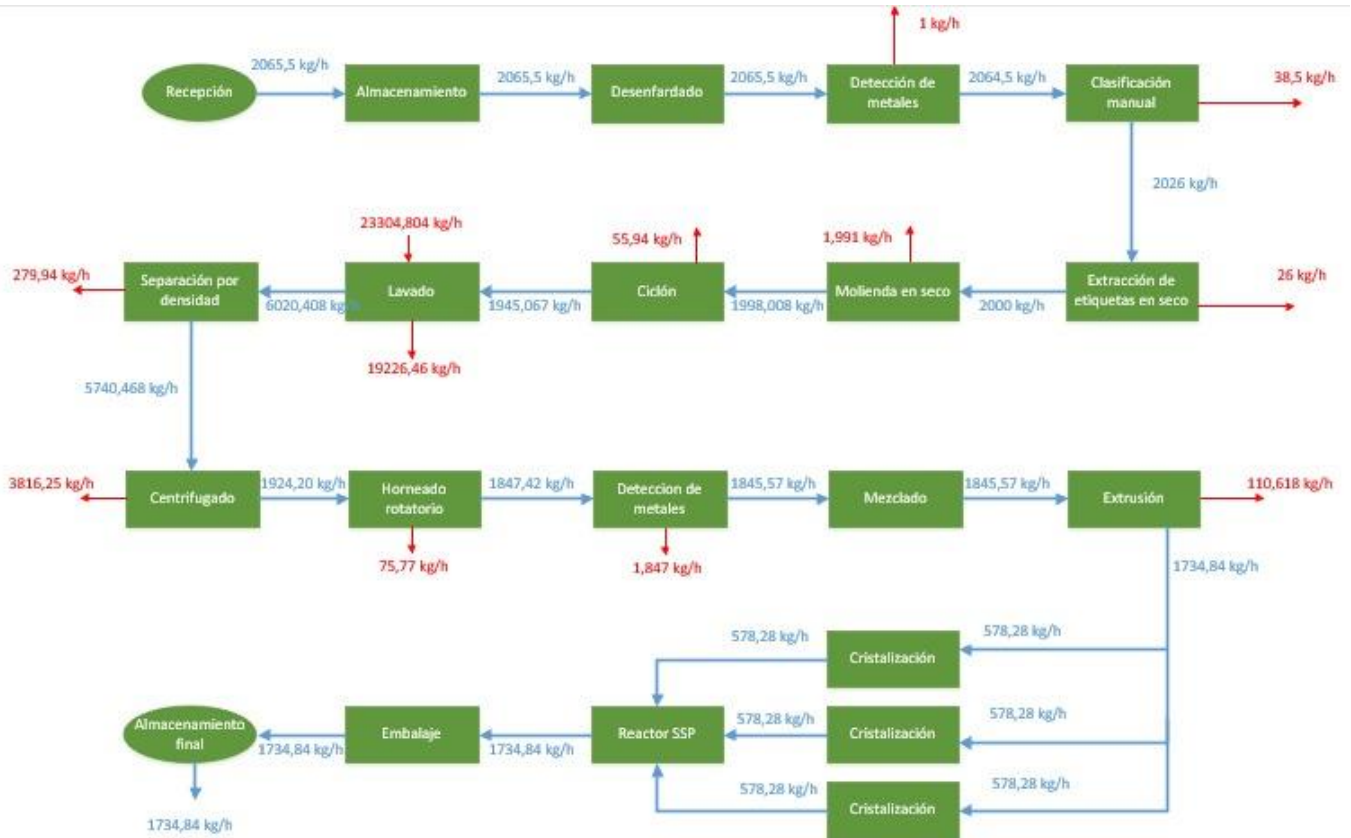 1 kg/h
2065,5 kg/h
2065,5 kg/h
2065,5 kg/h
2064,5 kg/h
38,5 kg/h
Recepción
Almacenamiento
Desenfardado
Detección de
metales
Clasificación
manual
2026 kg/h
23304,804 kg/h
55,94 kg/h
1,991 kg/h
279,94 kg/h
26 kg/h
Separación por
densidad
Lavado
Ciclón
Molienda en seco
Extracción de
etiquetas en seco
6020,408 kg/h
1945,067 kg/h
1998,008 kg/h
2000 kg/h
19226,46 kg/h
5740,468 kg/h
3816,25 kg/h
1924,20 kg/h
1847,42 kg/h
1845,57 kg/h
1845,57 kg/h
110,618 kg/h
Centrifugado
Horneado
rotatorio
Deteccion de
metales
Mezclado
Extrusión
75,77 kg/h
1,847 kg/h
1734,84 kg/h
578,28 kg/h
578,28 kg/h
Cristalización
578,28 kg/h
578,28 kg/h
Almacenamiento
final
Embalaje
Reactor SSP
Cristalización
1734,84 kg/h
1734,84 kg/h
578,28 kg/h
578,28 kg/h
Cristalización
1734,84 kg/h